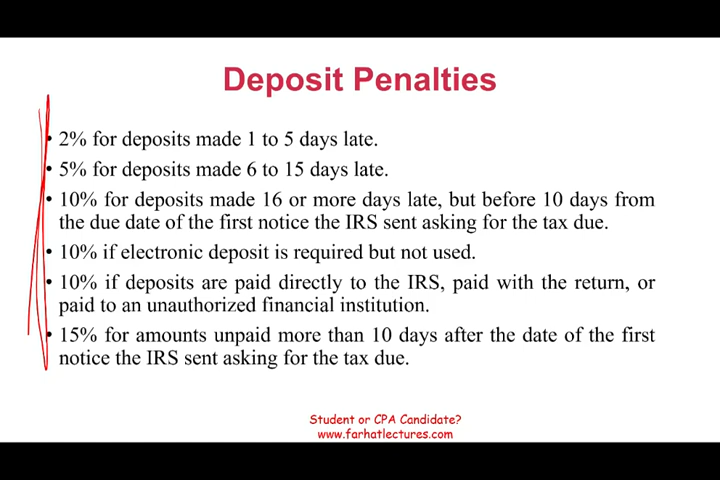 Deposit Penalties
• 2% for deposits made 1 to 5 days late.
• 5% for deposits made 6 to 15 days late.
• 10% for deposits made 16 or more days late, but before 10 days from
the due date of the first notice the IRS sent asking for the tax due.
• 10% if electronic deposit is required but not used.
• 10% if deposits are paid directly to the IRS, paid with the return, or
paid to an unauthorized financial institution.
• 15% for amounts unpaid more than 10 days after the date of the first
notice the IRS sent asking for the tax due.
Student or CPA Candidate?
www.farhatlectures.com